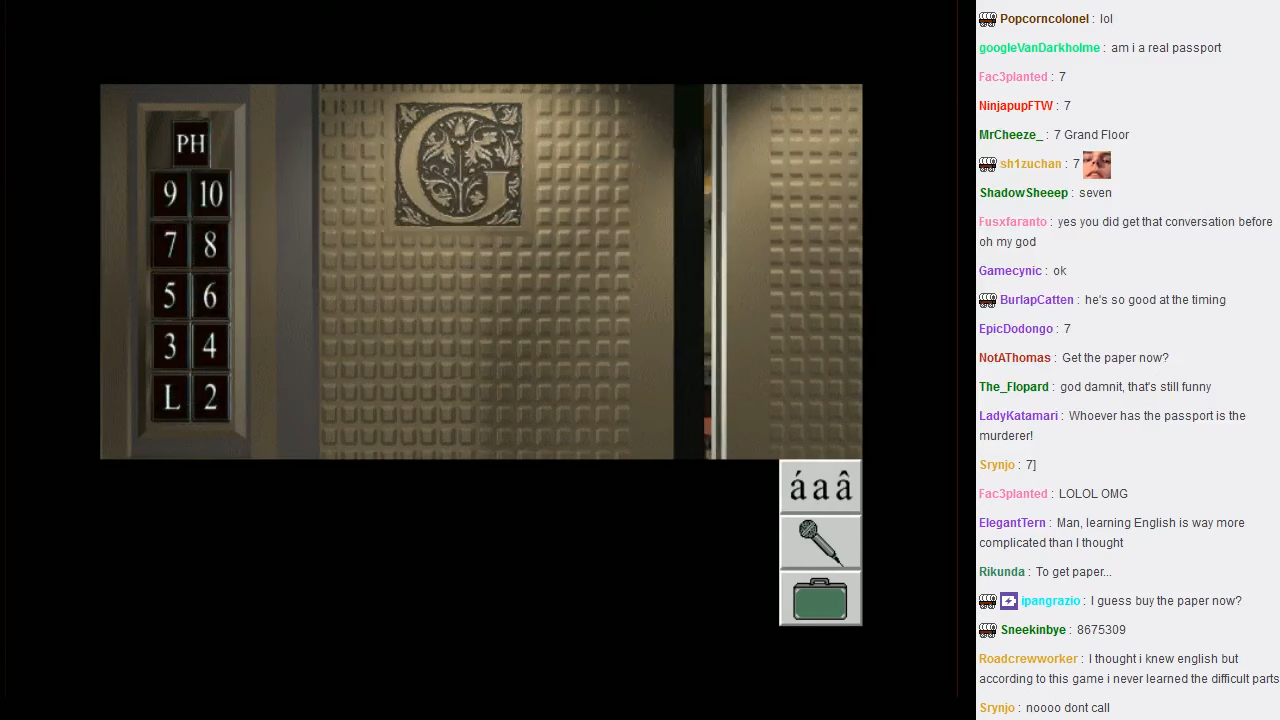 PH
9 10
7 8
5 6
3 4
L 2
G
á a â
Popcorncolonel : lol
googleVanDarkholme : am i a real passport
Fac3planted : 7
NinjapupFTW : 7
MrCheeze_ : 7 Grand Floor
sh1zuchan : 7
ShadowSheeep : seven
Fusxfaranto : yes you did get that conversation before
oh my god
Gamecynic : ok
BurlapCatten : he's so good at the timing
EpicDodongo : 7
NotAThomas : Get the paper now?
The_Flopard : god damnit, that's still funny
LadyKatamari : Whoever has the passport is the
murderer!
Srynjo : 7]
Fac3planted : LOLOL OMG
ElegantTern : Man, learning English is way more
complicated than I thought
Rikunda : To get paper...
ipangrazio : I guess buy the paper now?
Sneekinbye : 8675309
Roadcrewworker : I thought i knew english but
according to this game i never learned the difficult parts
Srynjo : noooo dont call